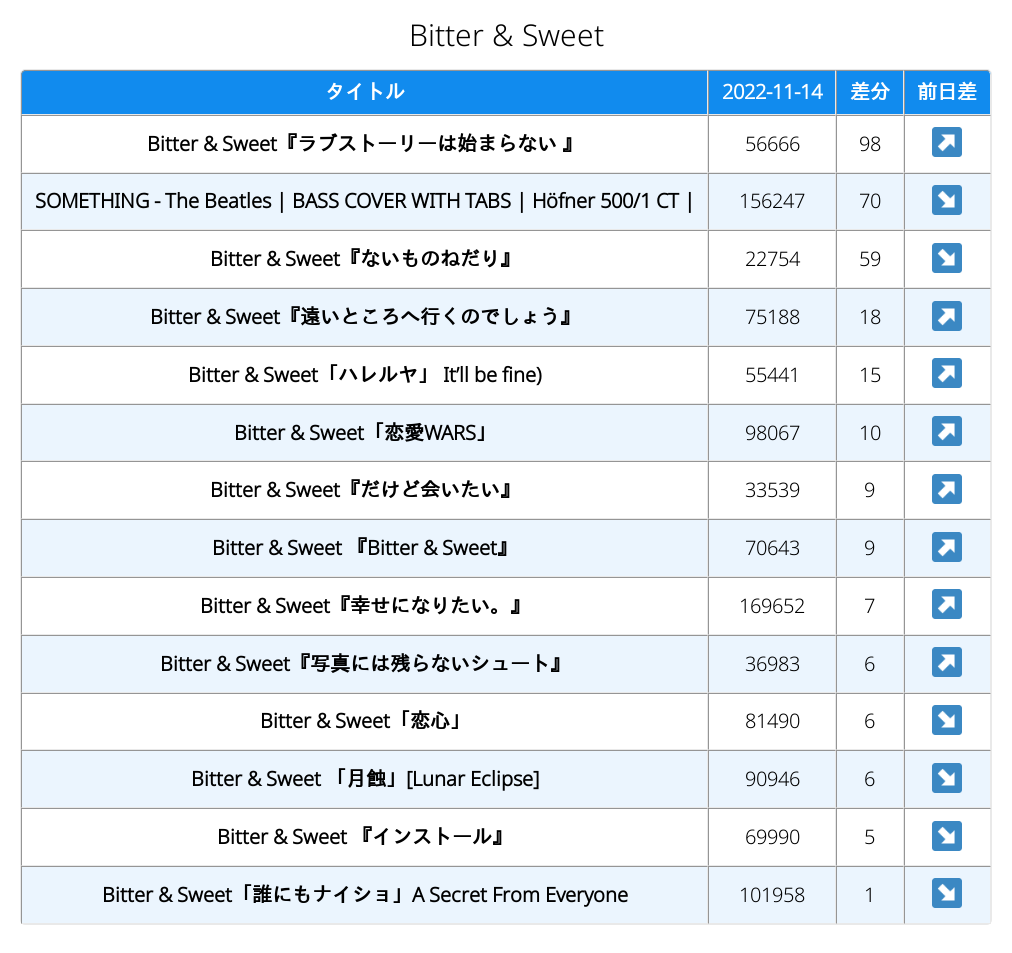 Bitter & Sweet
タイトル 2022-11-14 差分 前日差
Bitter & Sweet『ラブストーリーは始まらない 』 56666 98 ↗
SOMETHING - The Beatles | BASS COVER WITH TABS | Höfner 500/1 CT | 156247 70 ↘
Bitter & Sweet『ないものねだり』 22754 59 ↘
Bitter & Sweet『遠いところへ行くのでしょう』 75188 18 ↗
Bitter & Sweet「ハレルヤ」 It’ll be fine) 55441 15 ↗
Bitter & Sweet「恋愛WARS」 98067 10 ↗
Bitter & Sweet『だけど会いたい』 33539 9 ↗
Bitter & Sweet 『Bitter & Sweet』 70643 9 ↗
Bitter & Sweet『幸せになりたい。』 169652 7 ↗
Bitter & Sweet『写真には残らないシュート』 36983 6 ↗
Bitter & Sweet「恋心」 81490 6 ↘
Bitter & Sweet 「月蝕」[Lunar Eclipse] 90946 6 ↘
Bitter & Sweet 『インストール』 69990 5 ↘
Bitter & Sweet「誰にもナイショ」A Secret From Everyone 101958 1 ↘